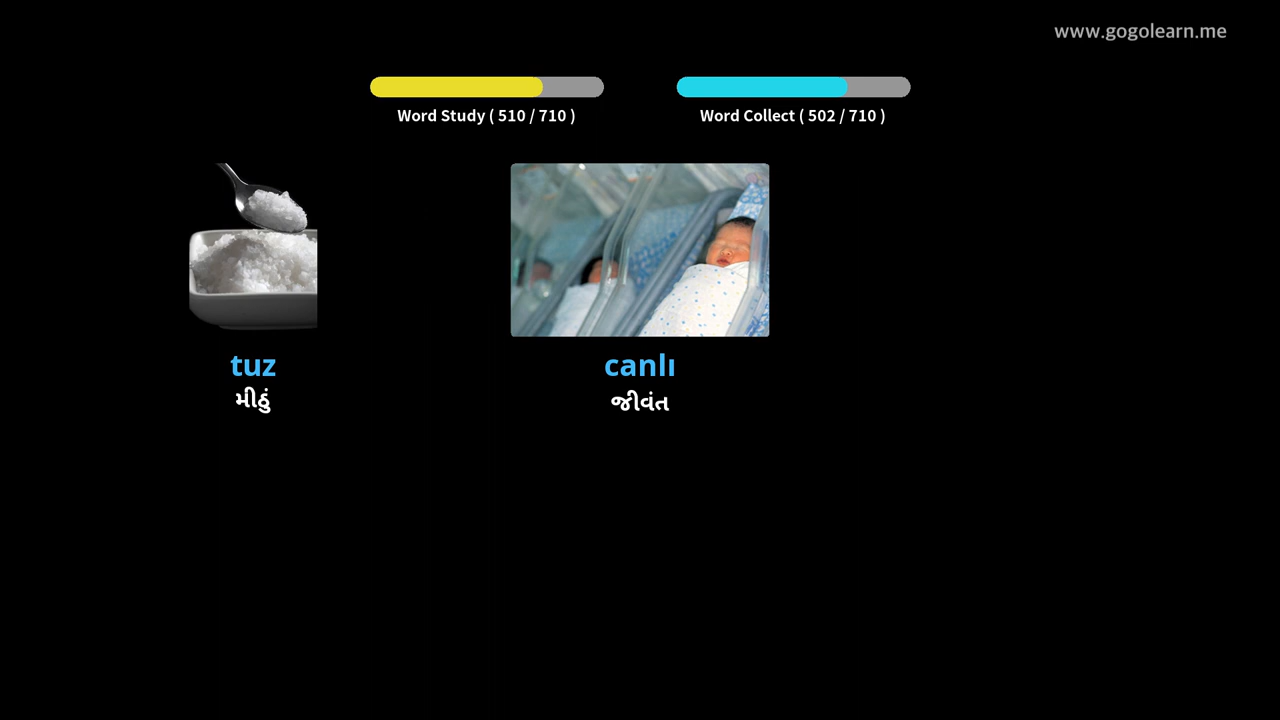 www.gogolearn.me
Word Study ( 510 / 710 )
Word Collect ( 502 / 710 )
tuz
મીઠું
canlı
જીવંત